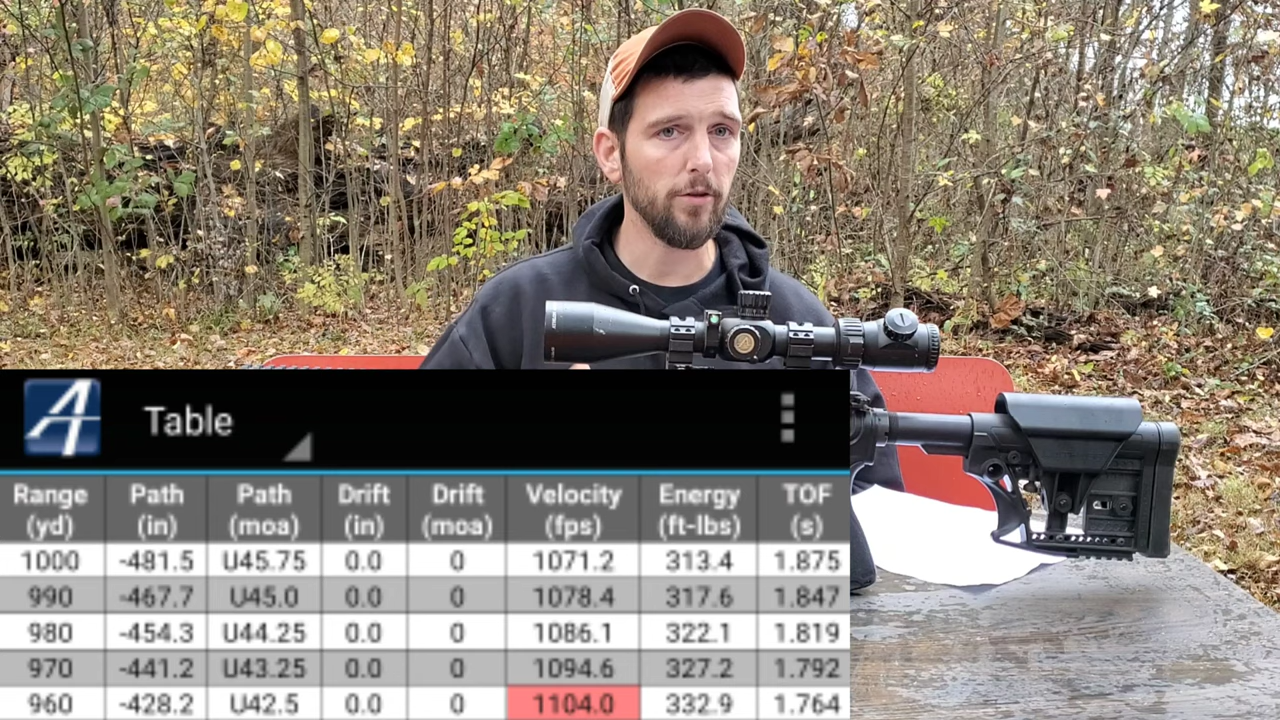 Table
Range (yd) Path (in) Path (moa) Drift (in) Drift (moa) Velocity (fps) Energy (ft-lbs) TOF (s)
1000 -481.5 U45.75 0.0 0 1071.2 313.4 1.875
990 -467.7 U45.0 0.0 0 1078.4 317.6 1.847
980 -454.3 U44.25 0.0 0 1086.1 322.1 1.819
970 -441.2 U43.25 0.0 0 1094.6 327.2 1.792
960 -428.2 U42.5 0.0 0 1104.0 332.9 1.764